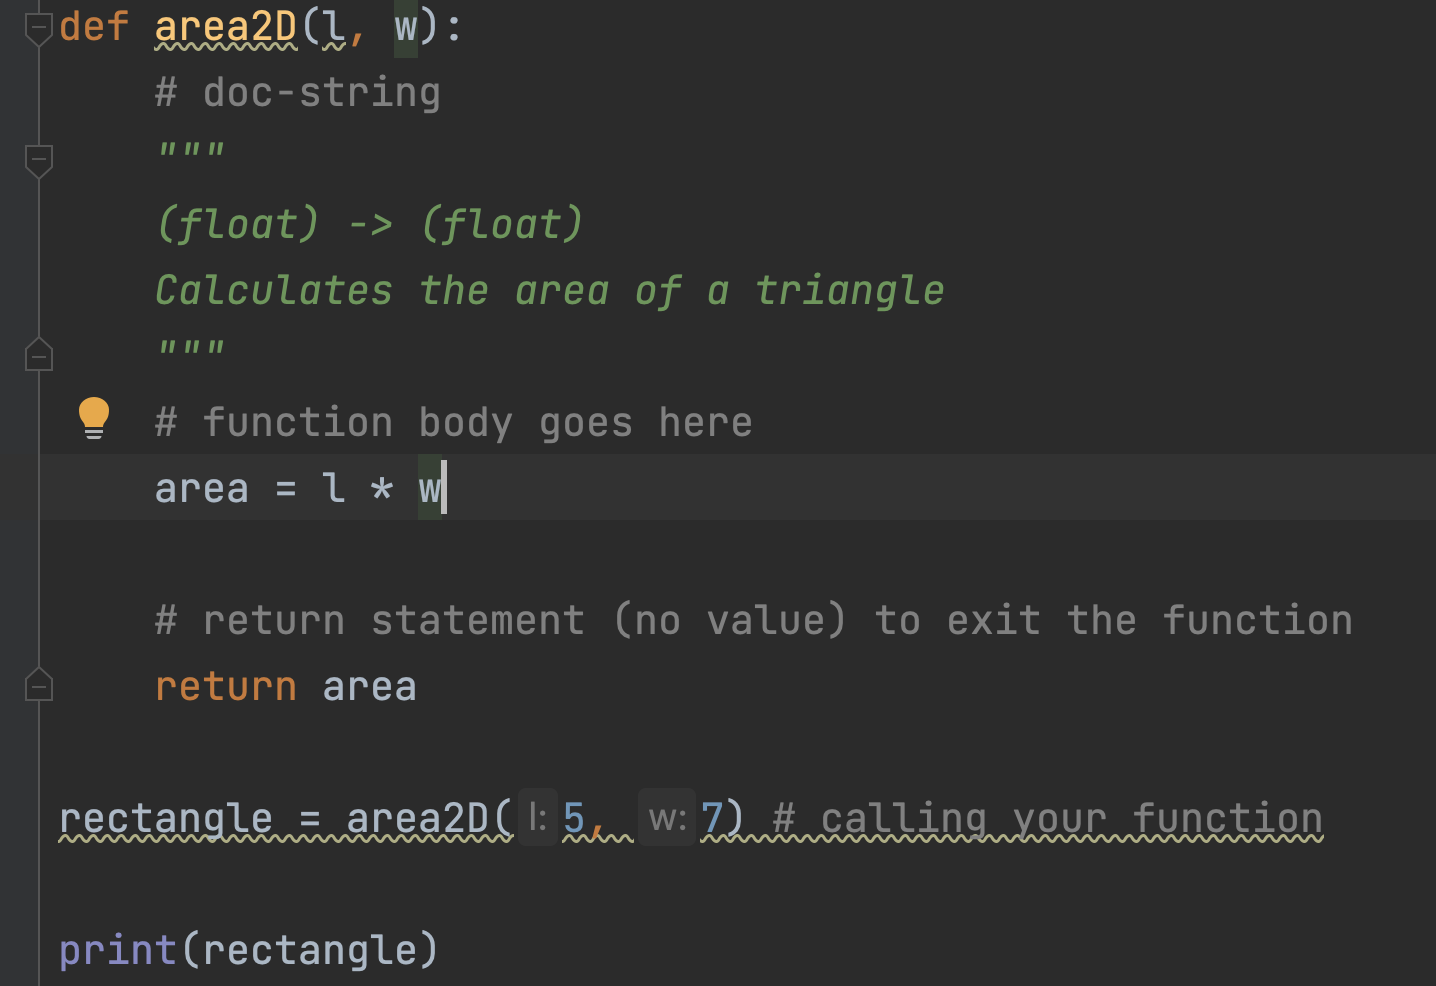 def area2D(l, w):
    # doc-string
    """
    (float) -> (float)
    Calculates the area of a triangle
    """
    # function body goes here
    area = l * w
    # return statement (no value) to exit the function
    return area
rectangle = area2D( l: 5, w: 7) # calling your function
print(rectangle)